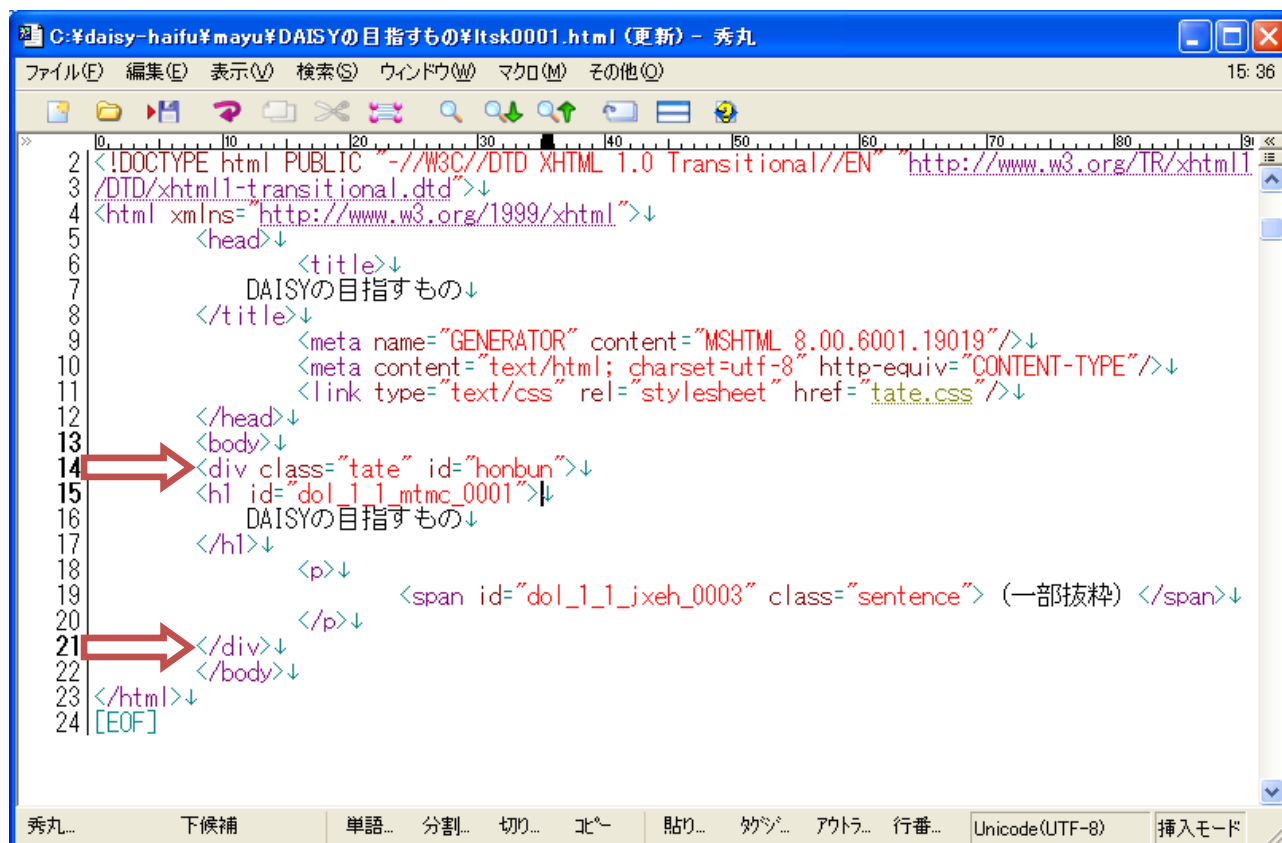 C:¥daisy-haifu¥mayu¥DAISYの目指すもの¥ltsk0001.html (更新) - 秀丸
ファイル(F) 編集(E) 表示(V) 検索(S) ウィンドウ(W) マクロ(M) その他(O) 15: 36
0 10 20 30 40 50 60 70 80 9
2 <!DOCTYPE html PUBLIC "-//W3C//DTD XHTML 1.0 Transitional//EN" "http://www.w3.org/TR/xhtml1
3 /DTD/xhtml1-transitional.dtd">↓
4 <html xmlns="http://www.w3.org/1999/xhtml">↓
5 <head>↓
6 <title>↓
7 DAISYの目指すもの↓
8 </title>↓
9 <meta name="GENERATOR" content="MSHTML 8.00.6001.19019"/>↓
10 <meta content="text/html; charset=utf-8" http-equiv="CONTENT-TYPE"/>↓
11 <link type="text/css" rel="stylesheet" href="tate.css"/>↓
12 </head>↓
13 <body>↓
14 <div class="tate" id="honbun">↓
15 <h1 id="dol_1_1_mtmc_0001">↓
16 DAISYの目指すもの↓
17 </h1>↓
18 <p>↓
19 <span id="dol_1_1_jxeh_0003" class="sentence"> (一部抜粋) </span>↓
20 </p>↓
21 </div>↓
22 </body>↓
23 </html>↓
24 [EOF]
秀丸... 下候補 単語... 分割... 切り... コピー 貼り... タグジ... アウトラ... 行番... Unicode(UTF-8) 挿入モード